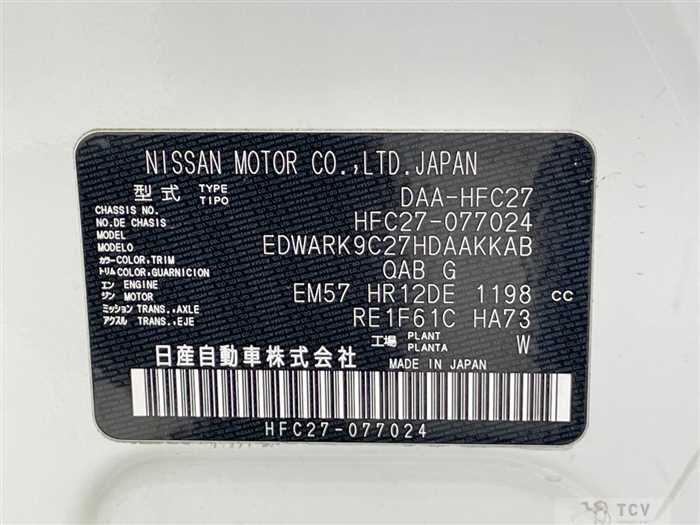 NISSAN MOTOR CO.,LTD.JAPAN
型式 TYPE TIPO DAA-HFC27
CHASSIS NO.
NO.DE CHASIS HFC27-077024
MODEL
MODELO EDWARK9C27HDAAKKAB
カラー COLOR,TRIM
トリム COLOR,GUARNICION QAB G
エン ENGINE
ジン MOTOR EM57 HR12DE 1198 cc
ミッション TRANS.,AXLE
アクスル TRANS.,EJE RE1F61C HA73
工場 PLANT PLANTA W
日産自動車株式会社 MADE IN JAPAN
HFC27-077024
TCV